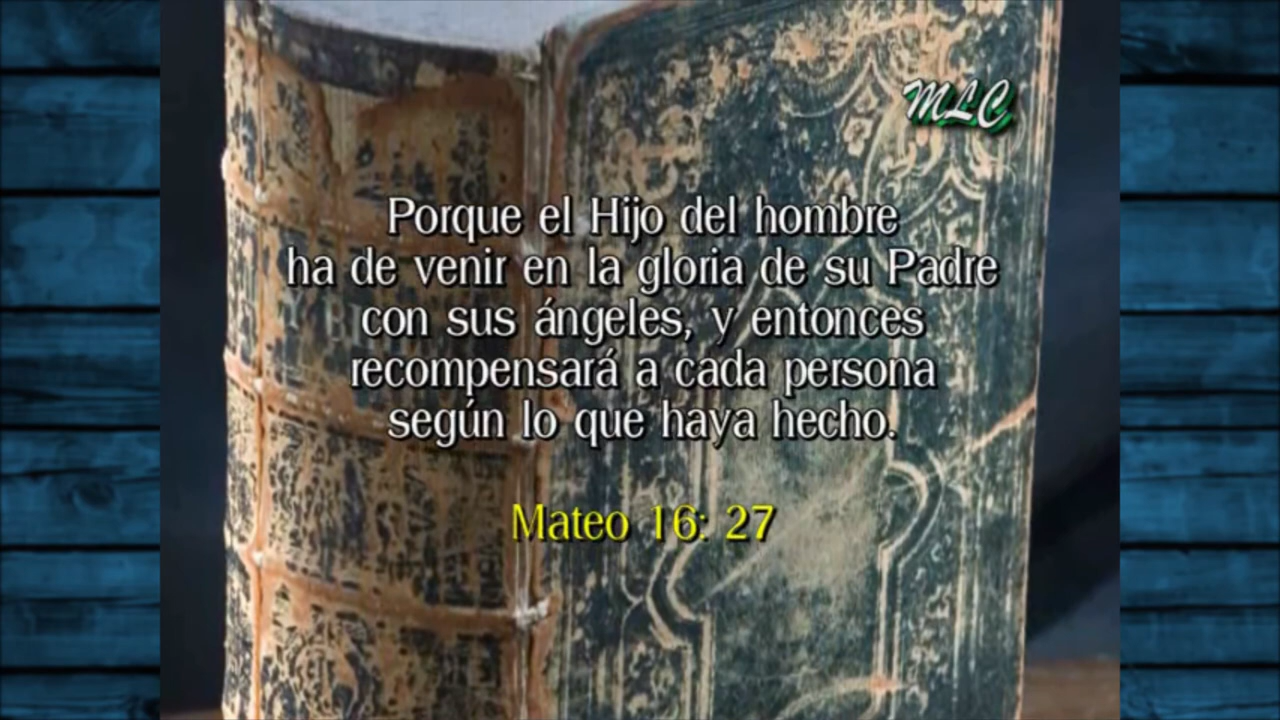 MLC
Porque el Hijo del hombre
ha de venir en la gloria de su Padre
con sus ángeles, y entonces
recompensará a cada persona
según lo que haya hecho.
Mateo 16: 27